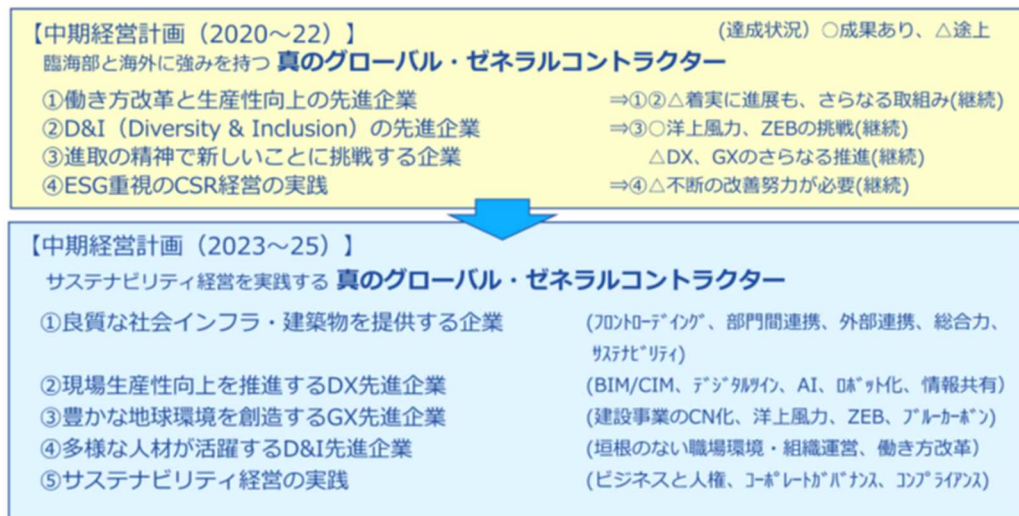 【中期経営計画（2020～22）】 (達成状況）○成果あり、△途上
臨海部と海外に強みを持つ 真のグローバル・ゼネラルコントラクター
①働き方改革と生産性向上の先進企業 ⇒①②△着実に進展も、さらなる取組み(継続)
②D&I（Diversity & Inclusion）の先進企業 ⇒③○洋上風力、ZEBの挑戦(継続)
③進取の精神で新しいことに挑戦する企業 △DX、GXのさらなる推進(継続)
④ESG重視のCSR経営の実践 ⇒④△不断の改善努力が必要(継続)
【中期経営計画（2023～25）】
サステナビリティ経営を実践する 真のグローバル・ゼネラルコントラクター
①良質な社会インフラ・建築物を提供する企業 (ﾌﾛﾝﾄﾛｰﾃﾞｲﾝｸﾞ、部門間連携、外部連携、総合力、
ｻｽﾃﾅﾋﾞﾘﾃｨ)
②現場生産性向上を推進するDX先進企業 (BIM/CIM、ﾃﾞｼﾞﾀﾙﾂｲﾝ、AI、ﾛﾎﾞｯﾄ化、情報共有）
③豊かな地球環境を創造するGX先進企業 (建設事業のCN化、洋上風力、ZEB、ﾌﾞﾙｰｶｰﾎﾞﾝ)
④多様な人材が活躍するD&I先進企業 (垣根のない職場環境・組織運営、働き方改革）
⑤サステナビリティ経営の実践 (ビジネスと人権、ｺｰﾎﾟﾚｰﾄｶﾞﾊﾞﾅﾝｽ、ｺﾝﾌﾟﾗｲｱﾝｽ)